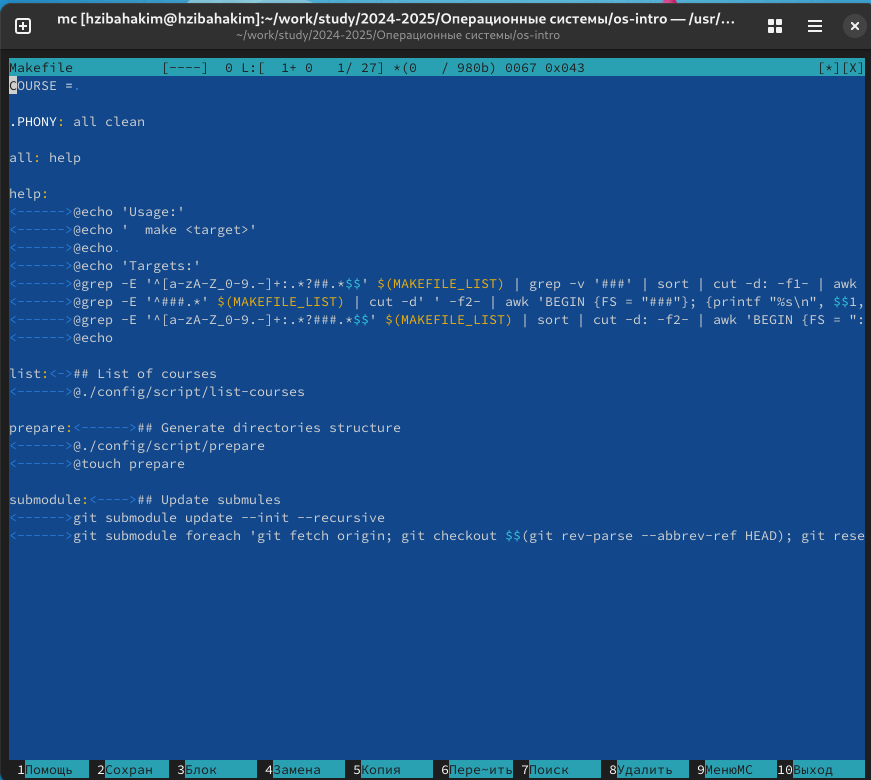 mc [hzibahakim@hzibahakim]:~/work/study/2024-2025/Операционные системы/os-intro — /usr/...
~/work/study/2024-2025/Операционные системы/os-intro
Makefile [----] 0 L:[ 1+ 0 1/ 27] *(0 / 980b) 0067 0x043 [*][X]
COURSE =.
.PHONY: all clean
all: help
help:
<------>@echo 'Usage:'
<------>@echo '  make <target>'
<------>@echo.
<------>@echo 'Targets:'
<------>@grep -E '^[a-zA-Z_0-9.-]+:.*?##.*$$' $(MAKEFILE_LIST) | grep -v '###' | sort | cut -d: -f1- | awk
<------>@grep -E '^###.*' $(MAKEFILE_LIST) | cut -d' ' -f2- | awk 'BEGIN {FS = "###"}; {printf "%s\n", $$1,
<------>@grep -E '^[a-zA-Z_0-9.-]+:.*?###.*$$' $(MAKEFILE_LIST) | sort | cut -d: -f2- | awk 'BEGIN {FS = ":
<------>@echo
list:<->## List of courses
<------>@./config/script/list-courses
prepare:<------>## Generate directories structure
<------>@./config/script/prepare
<------>@touch prepare
submodule:<---->## Update submules
<------>git submodule update --init --recursive
<------>git submodule foreach 'git fetch origin; git checkout $$(git rev-parse --abbrev-ref HEAD); git rese
1Помощь 2Сохран 3Блок 4Замена 5Копия 6Пере~ить 7Поиск 8Удалить 9МенюMC 10Выход